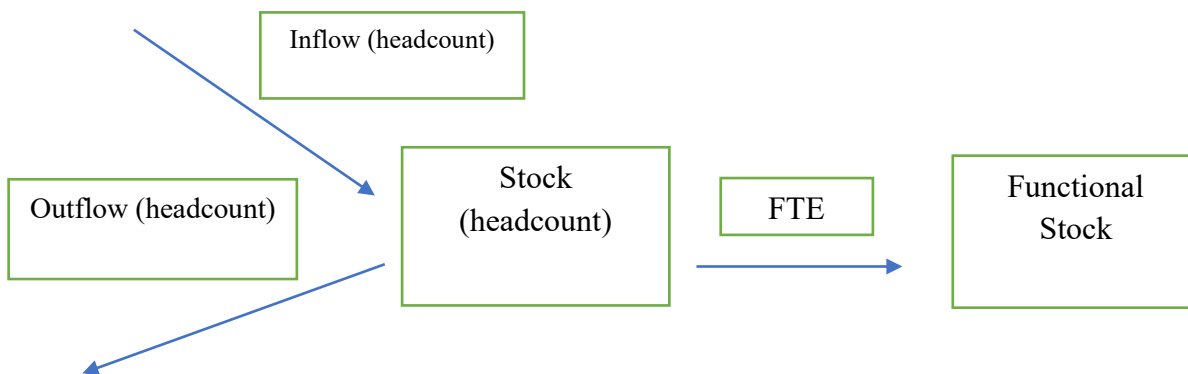 Inflow (headcount)
Outflow (headcount)
Stock
(headcount)
FTE
Functional
Stock